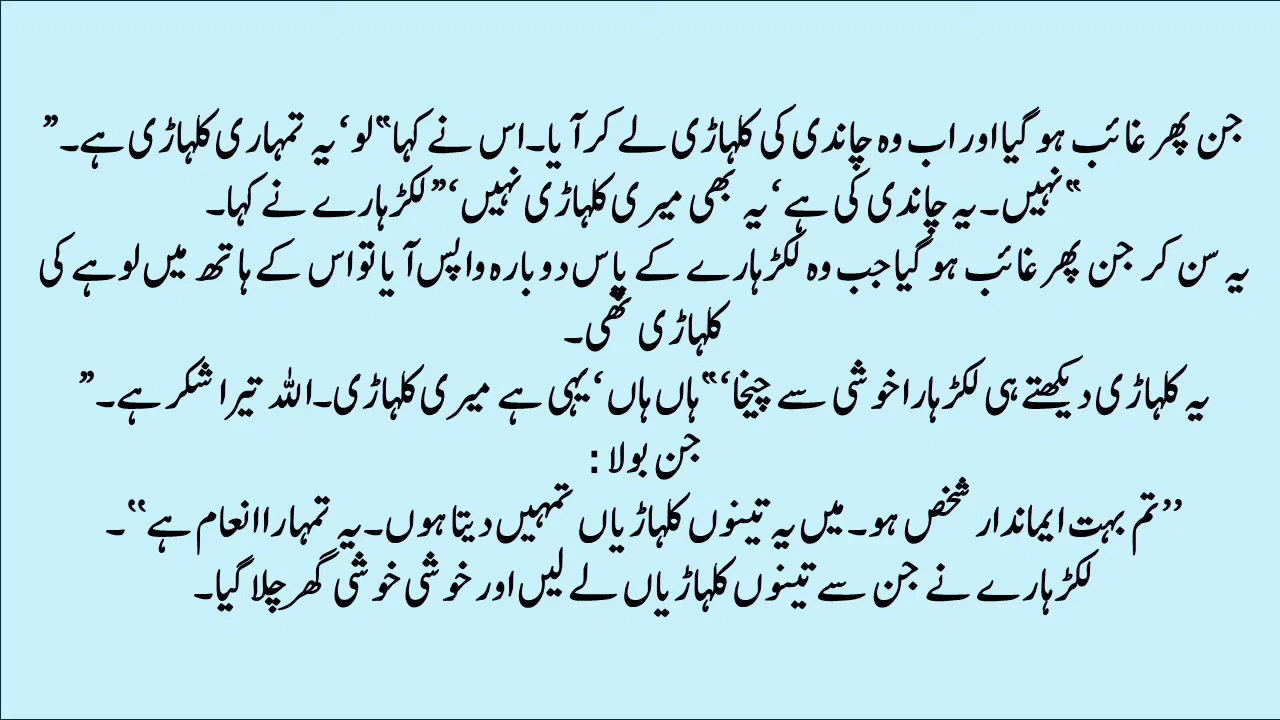 جن پھر غائب ہو گیا اور اب وہ چاندی کی کلہاڑی لے کر آیا۔ اس نے کہا “لو‘ یہ تمہاری کلہاڑی ہے۔”
“نہیں۔ یہ چاندی کی ہے‘ یہ بھی میری کلہاڑی نہیں‘” لکڑہارے نے کہا۔
یہ سن کر جن پھر غائب ہو گیا جب وہ لکڑہارے کے پاس دوبارہ واپس آیا تو اس کے ہاتھ میں لوہے کی
کلہاڑی تھی۔
یہ کلہاڑی دیکھتے ہی لکڑہارا خوشی سے چیخا‘ “ہاں ہاں‘ یہی ہے میری کلہاڑی۔ اللہ تیرا شکر ہے۔”
جن بولا :
’’تم بہت ایماندار شخص ہو۔ میں یہ تینوں کلہاڑیاں تمہیں دیتا ہوں۔ یہ تمہارا انعام ہے‘‘۔
لکڑہارے نے جن سے تینوں کلہاڑیاں لے لیں اور خوشی خوشی گھر چلا گیا۔